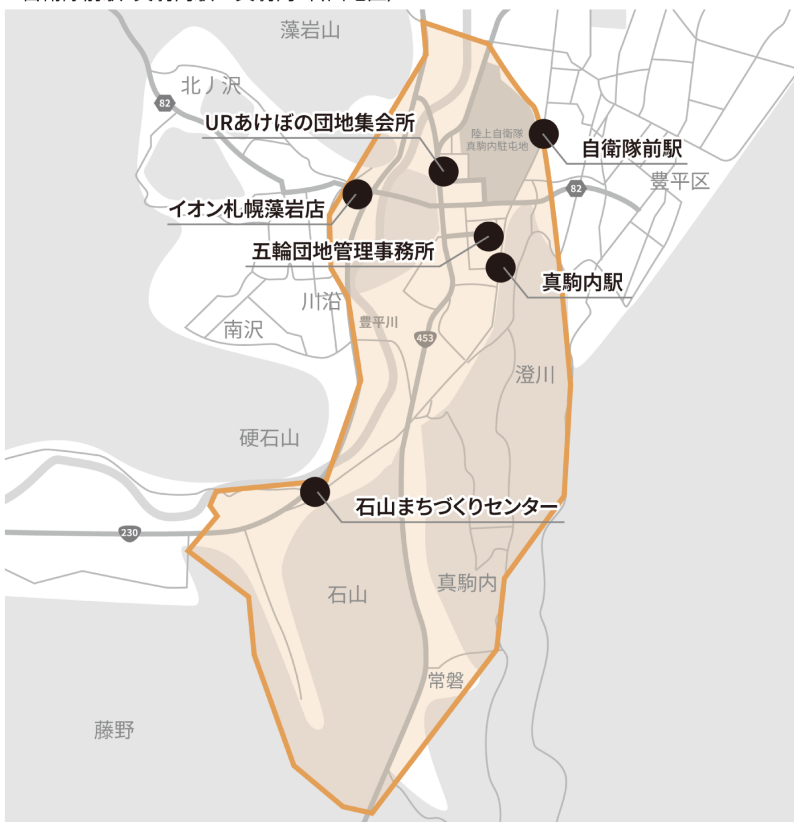 藻岩山
北ノ沢
82
URあけぼの団地集会所
陸上自衛隊
真駒内駐屯地
自衛隊前駅
豊平区
82
イオン札幌藻岩店
五輪団地管理事務所
真駒内駅
川沿
豊平川
南沢
453
澄川
硬石山
石山まちづくりセンター
230
真駒内
石山
常磐
藤野